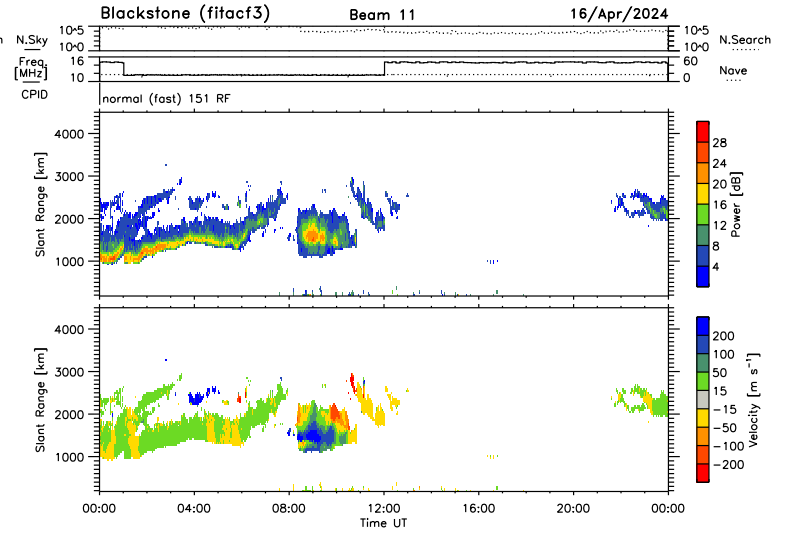 Blackstone (fitacf3)
Beam 11
16/Apr/2024
N.Sky
10^5
10^0
10^5
10^0
N.Search
Freq.
[MHz]
16
10
60
0
Nave
CPID
normal (fast) 151 RF
Slant Range [km]
4000
3000
2000
1000
28
24
20
16
12
8
4
Power [dB]
Slant Range [km]
4000
3000
2000
1000
200
100
50
15
-15
-50
-100
-200
Velocity [m s⁻¹]
00:00
04:00
08:00
12:00
16:00
20:00
00:00
Time UT